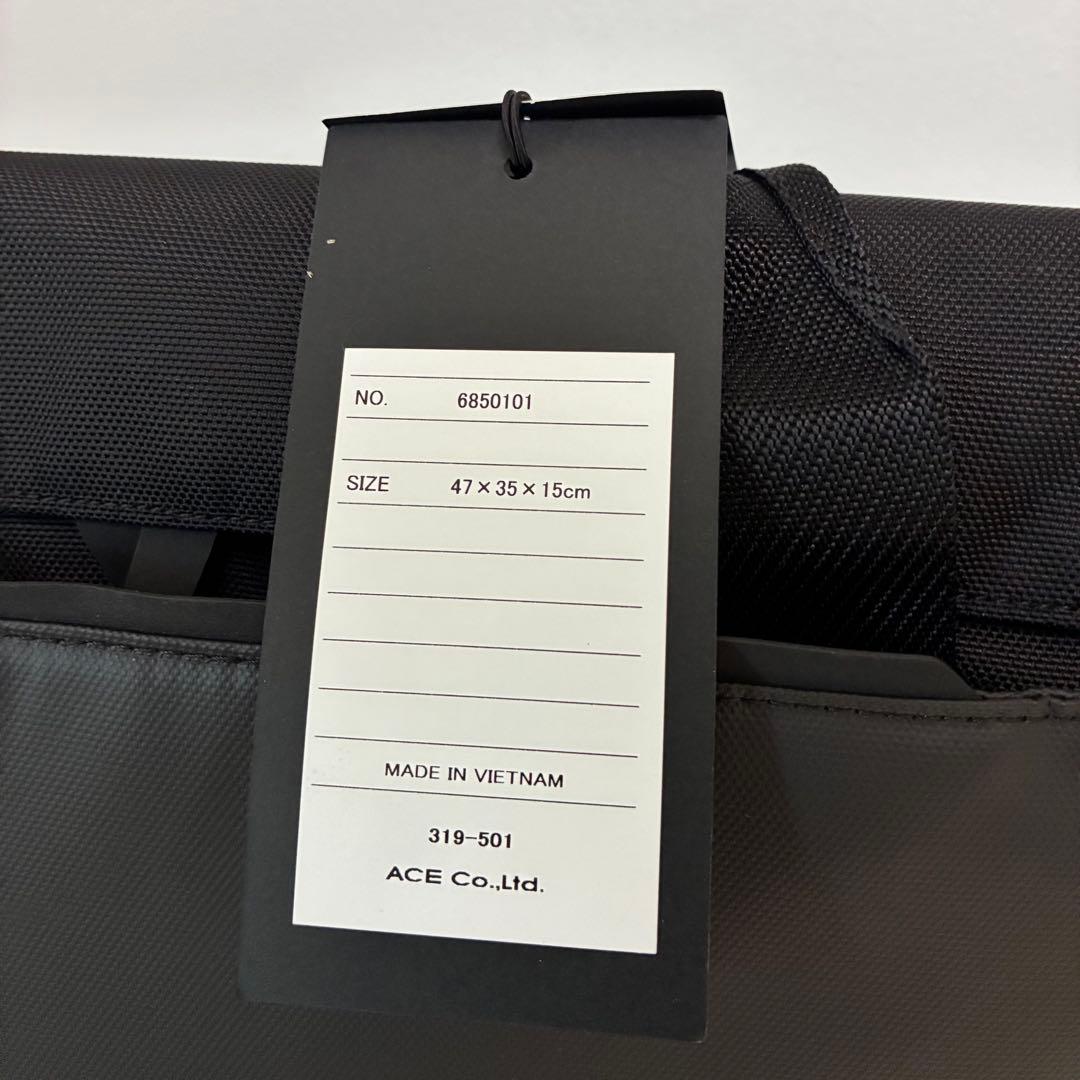 NO. 6850101
SIZE 47×35×15cm
MADE IN VIETNAM
319-501
ACE Co.,Ltd.